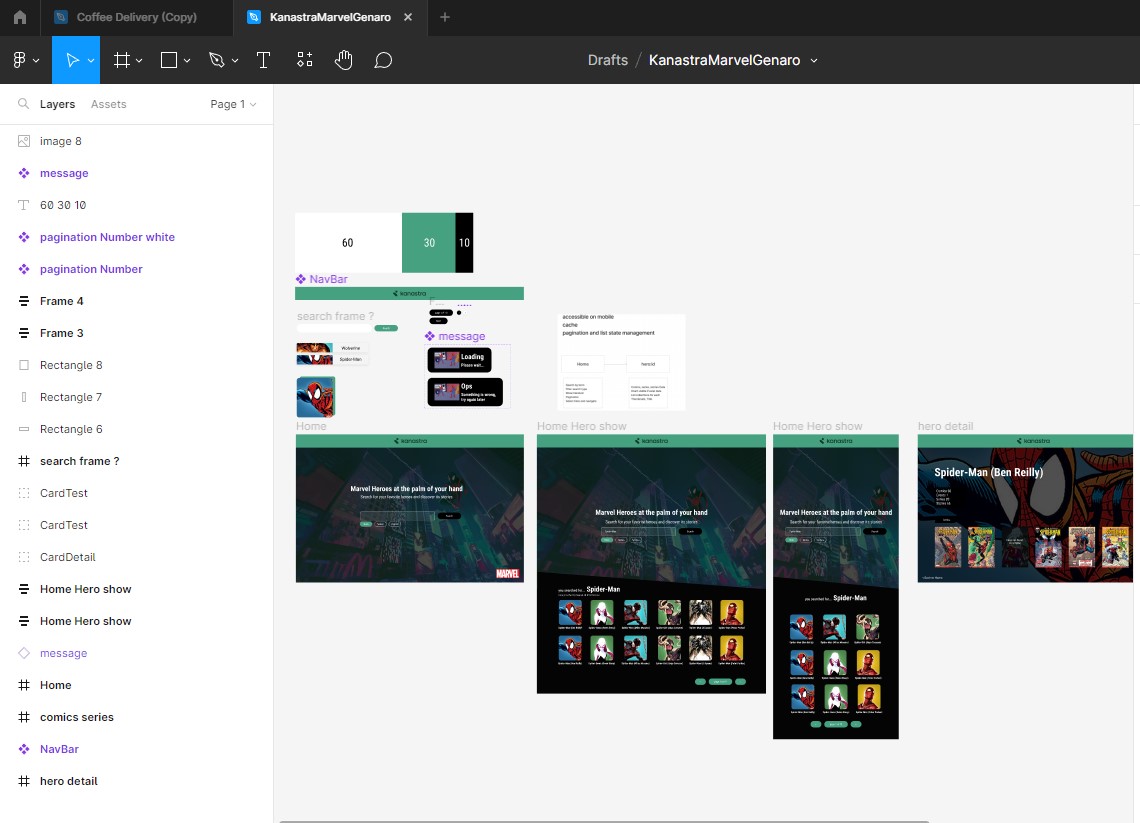 Coffee Delivery (Copy)
KanastraMarvelGenaro
Drafts / KanastraMarvelGenaro
Layers
Assets
Page 1
image 8
message
60 30 10
pagination Number white
pagination Number
Frame 4
Frame 3
Rectangle 8
Rectangle 7
Rectangle 6
search frame ?
CardTest
CardTest
CardDetail
Home Hero show
Home Hero show
message
Home
comics series
NavBar
hero detail
60
30
10
NavBar
kanastra
search frame ?
Wolverine
Spider-Man
message
Loading
Please wait...
Ops
Something is wrong,
try again later
accessible on mobile
cache
pagination and list state management
Home
heroId
Home
kanastra
Marvel Heroes at the palm of your hand
Search for your favorite heroes and discover its stories
MARVEL
Home Hero show
kanastra
Marvel Heroes at the palm of your hand
Search for your favorite heroes and discover its stories
you searched for... Spider-Man
Home Hero show
kanastra
Marvel Heroes at the palm of your hand
Search for your favorite heroes and discover its stories
you searched for... Spider-Man
hero detail
kanastra
Spider-Man (Ben Reilly)